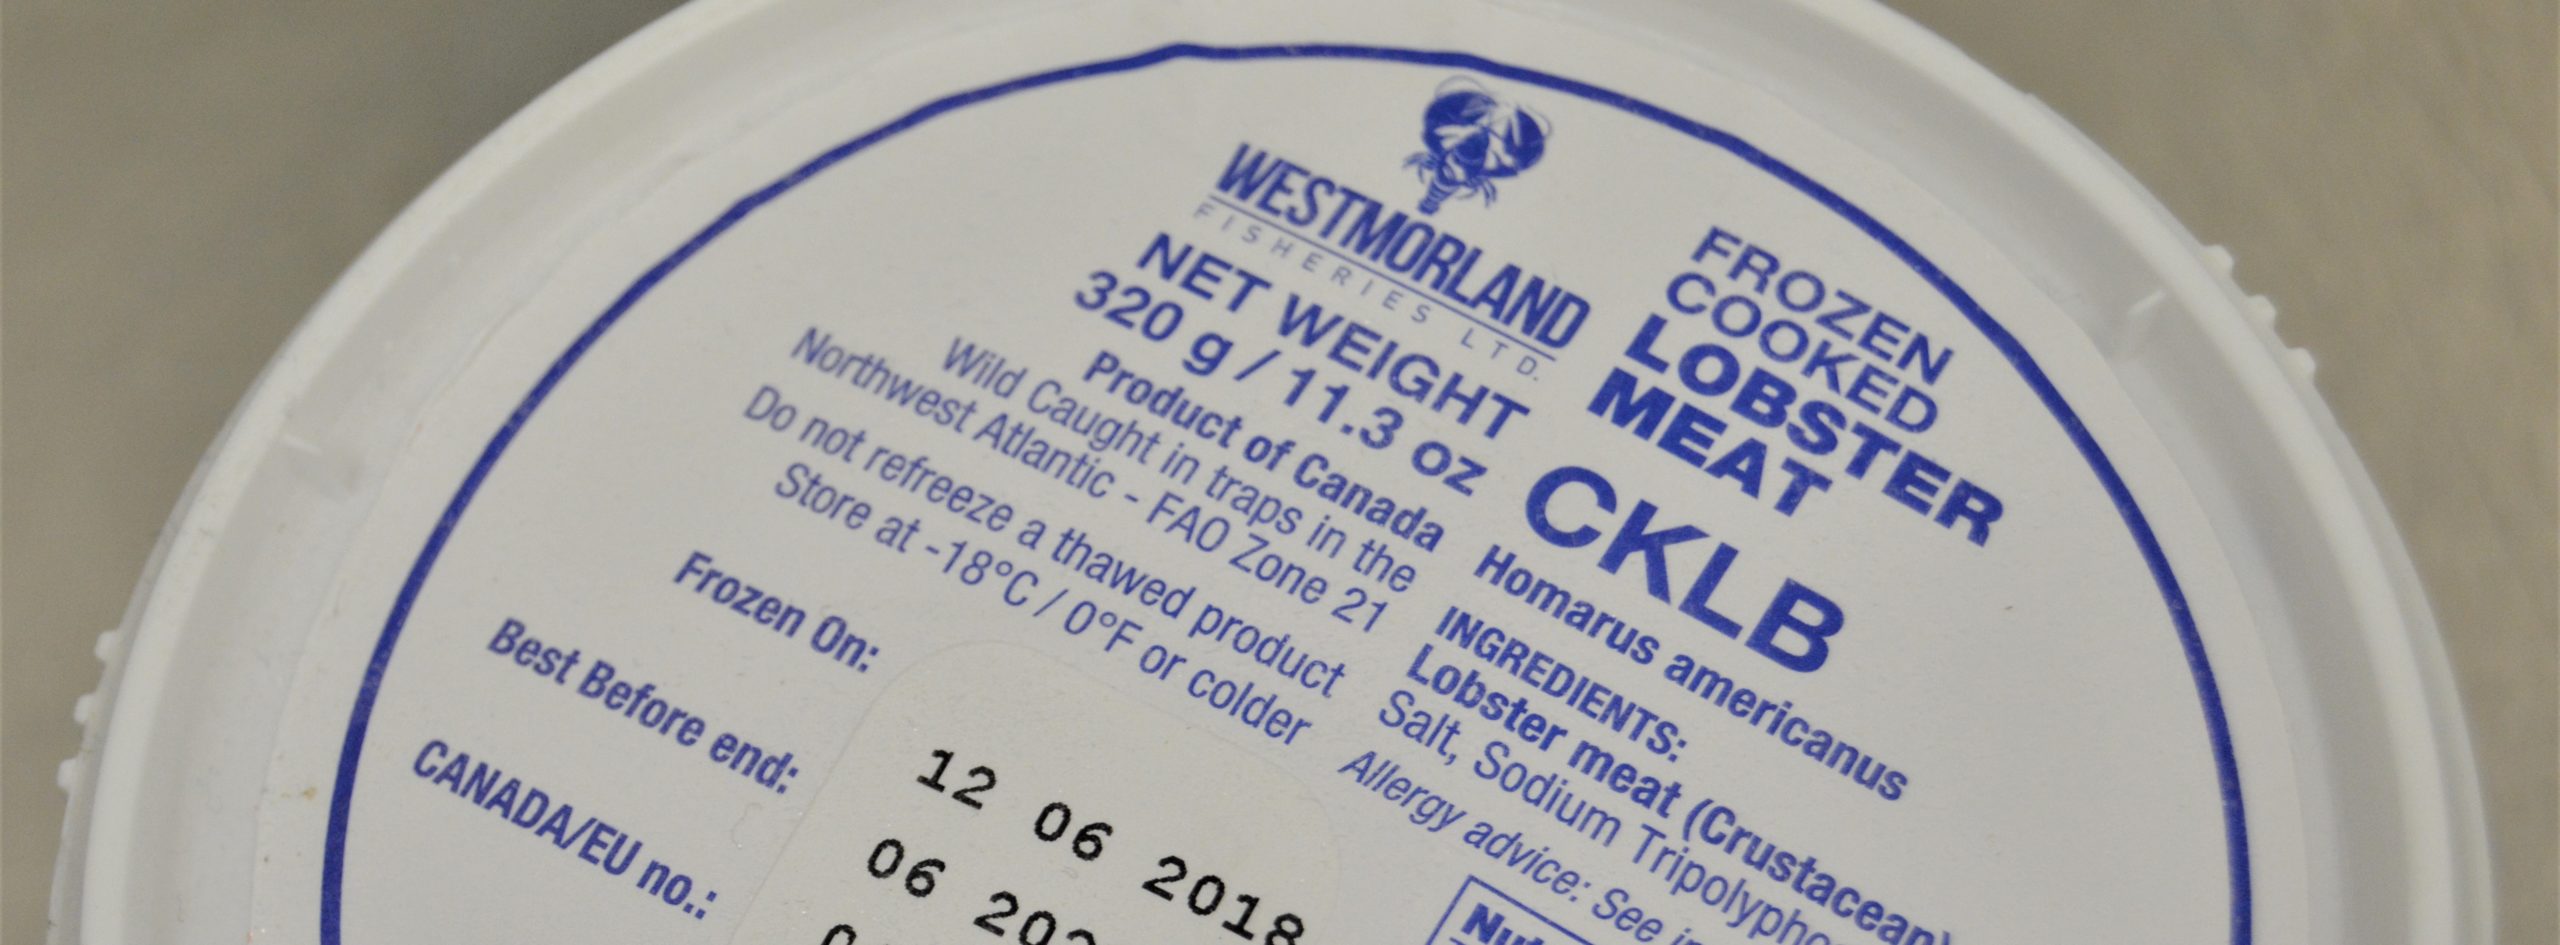 WESTMORLAND
FISHERIES LTD.
NET WEIGHT
320 g / 11.3 oz
Product of Canada
Wild Caught in traps in the
Northwest Atlantic - FAO Zone 21
Do not refreeze a thawed product
Store at -18°C / 0°F or colder
Frozen On:
12 06 2018
Best Before end:
06
CANADA/EU no.:
FROZEN
COOKED
LOBSTER
MEAT
CKLB
Homarus americanus
INGREDIENTS:
Lobster meat (Crustacean)
Salt, Sodium
Allergy advice: See